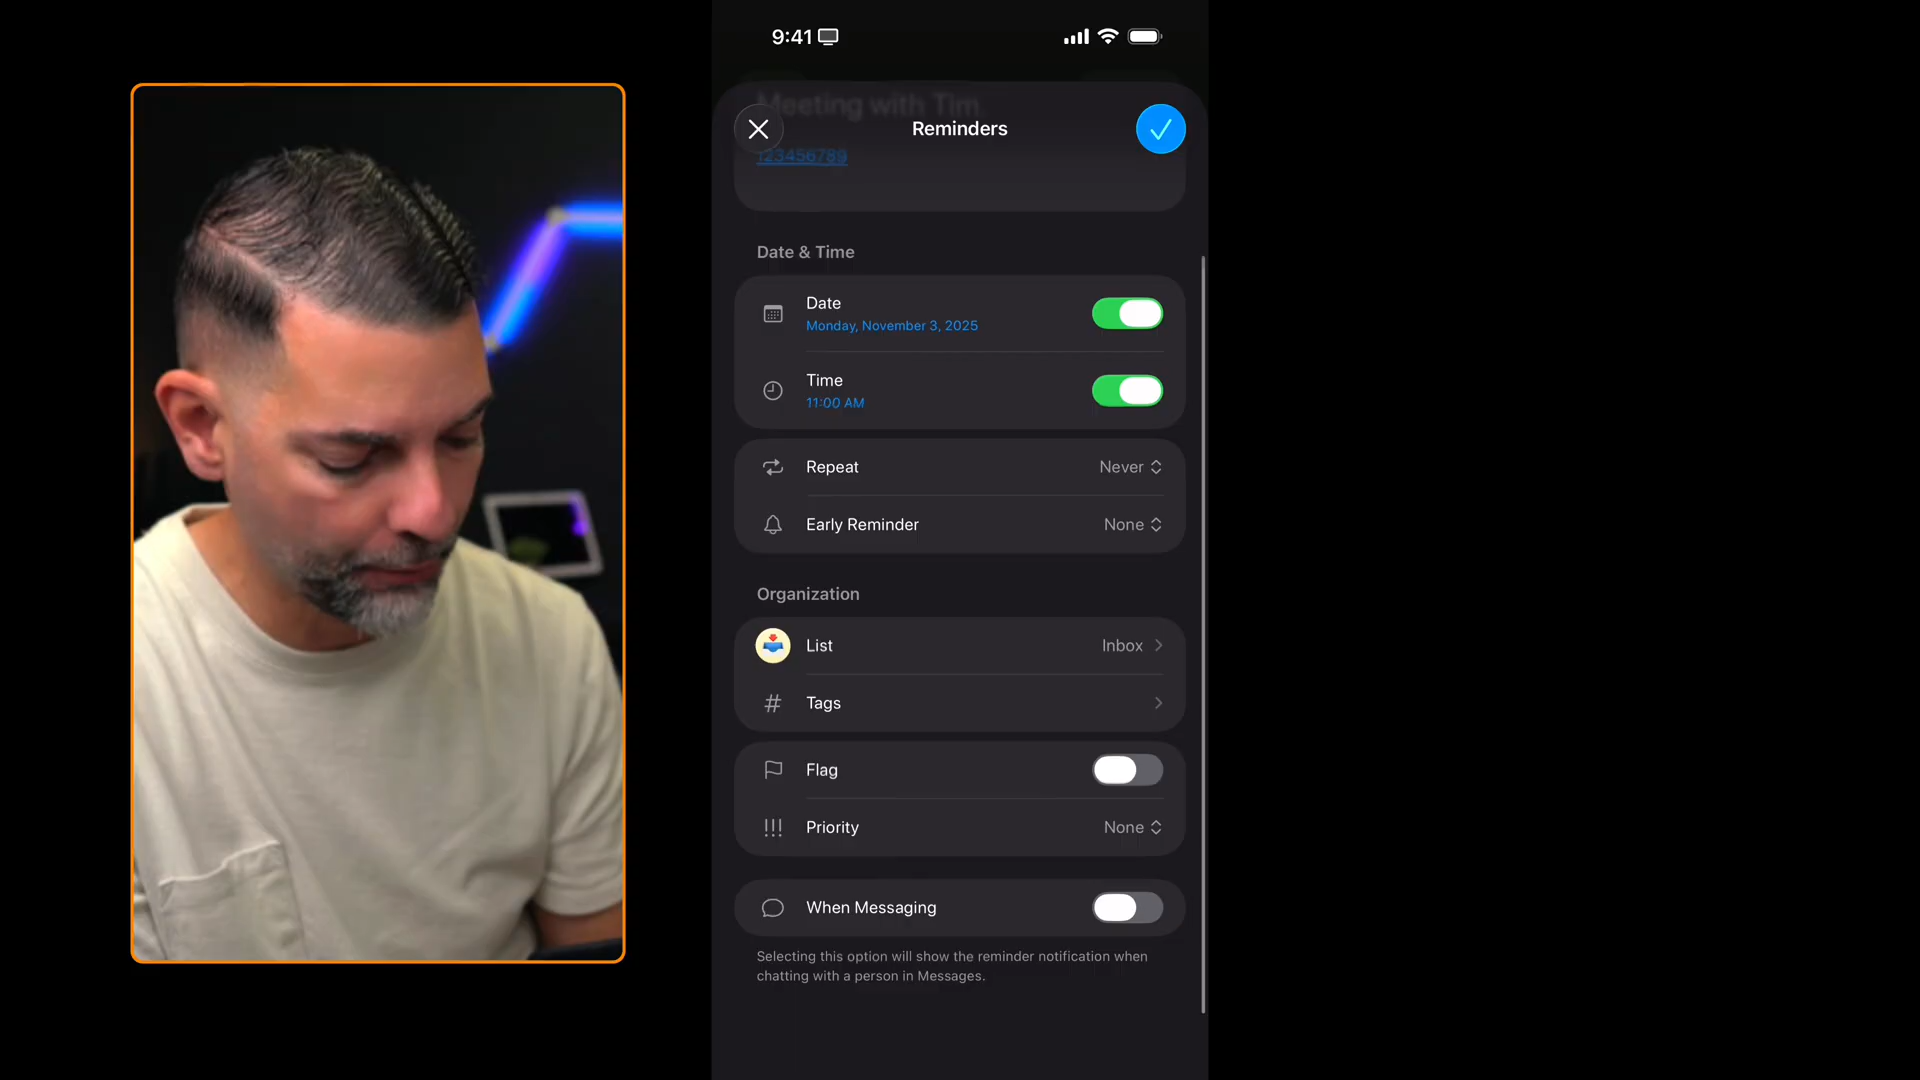 9:41
Meeting with Tim.
Reminders
123456789
Date & Time
Date
Monday, November 3, 2025
Time
11:00 AM
Repeat
Never
Early Reminder
None
Organization
List
Inbox
# Tags
Flag
!!! Priority
None
When Messaging
Selecting this option will show the reminder notification when
chatting with a person in Messages.